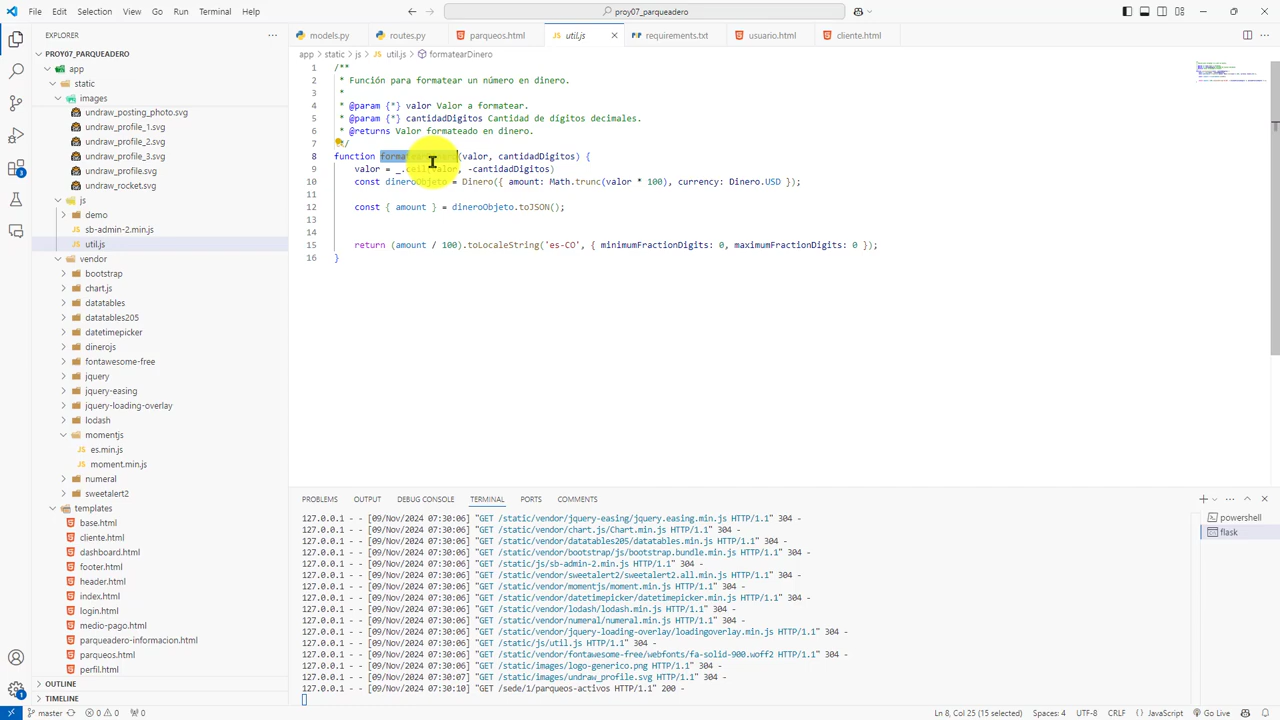 File Edit Selection View Go Run Terminal Help
proy07_parqueadero
EXPLORER
PROY07_PARQUEADERO
app
static
images
undraw_posting_photo.svg
undraw_profile_1.svg
undraw_profile_2.svg
undraw_profile_3.svg
undraw_profile.svg
undraw_rocket.svg
js
demo
sb-admin-2.min.js
util.js
vendor
bootstrap
chart.js
datatables
datatables205
datetimepicker
dinerojs
fontawesome-free
jquery
jquery-easing
jquery-loading-overlay
lodash
momentjs
es.min.js
moment.min.js
numeral
sweetalert2
templates
base.html
cliente.html
dashboard.html
footer.html
header.html
index.html
login.html
medio-pago.html
parqueadero-informacion.html
parqueos.html
perfil.html
OUTLINE
TIMELINE
models.py routes.py parqueos.html util.js requirements.txt usuario.html cliente.html
app > static > js > util.js > formatearDinero
1 /**
2 * Función para formatear un número en dinero.
3 *
4 * @param {*} valor Valor a formatear.
5 * @param {*} cantidadDigitos Cantidad de dígitos decimales.
6 * @returns Valor formateado en dinero.
7 */
8 function formatearDinero(valor, cantidadDigitos) {
9 valor = _.ceil(valor, -cantidadDigitos)
10 const dineroObjeto = Dinero({ amount: Math.trunc(valor * 100), currency: Dinero.USD });
11
12 const { amount } = dineroObjeto.toJSON();
13
14
15 return (amount / 100).toLocaleString('es-CO', { minimumFractionDigits: 0, maximumFractionDigits: 0 });
16 }
PROBLEMS OUTPUT DEBUG CONSOLE TERMINAL PORTS COMMENTS
powershell
flask
127.0.0.1 - - [09/Nov/2024 07:30:06] "GET /static/vendor/jquery-easing/jquery.easing.min.js HTTP/1.1" 304 -
127.0.0.1 - - [09/Nov/2024 07:30:06] "GET /static/vendor/chart.js/Chart.min.js HTTP/1.1" 304 -
127.0.0.1 - - [09/Nov/2024 07:30:06] "GET /static/vendor/datatables205/datatables.min.js HTTP/1.1" 304 -
127.0.0.1 - - [09/Nov/2024 07:30:06] "GET /static/vendor/bootstrap/js/bootstrap.bundle.min.js HTTP/1.1" 304 -
127.0.0.1 - - [09/Nov/2024 07:30:06] "GET /static/js/sb-admin-2.min.js HTTP/1.1" 304 -
127.0.0.1 - - [09/Nov/2024 07:30:06] "GET /static/vendor/sweetalert2/sweetalert2.all.min.js HTTP/1.1" 304 -
127.0.0.1 - - [09/Nov/2024 07:30:06] "GET /static/vendor/momentjs/moment.min.js HTTP/1.1" 304 -
127.0.0.1 - - [09/Nov/2024 07:30:06] "GET /static/vendor/datetimepicker/datetimepicker.min.js HTTP/1.1" 304 -
127.0.0.1 - - [09/Nov/2024 07:30:06] "GET /static/vendor/lodash/lodash.min.js HTTP/1.1" 304 -
127.0.0.1 - - [09/Nov/2024 07:30:06] "GET /static/vendor/numeral/numeral.min.js HTTP/1.1" 304 -
127.0.0.1 - - [09/Nov/2024 07:30:06] "GET /static/vendor/jquery-loading-overlay/loadingoverlay.min.js HTTP/1.1" 304 -
127.0.0.1 - - [09/Nov/2024 07:30:06] "GET /static/js/util.js HTTP/1.1" 304 -
127.0.0.1 - - [09/Nov/2024 07:30:06] "GET /static/vendor/fontawesome-free/webfonts/fa-solid-900.woff2 HTTP/1.1" 304 -
127.0.0.1 - - [09/Nov/2024 07:30:06] "GET /static/images/logo-generico.png HTTP/1.1" 304 -
127.0.0.1 - - [09/Nov/2024 07:30:07] "GET /static/images/undraw_profile.svg HTTP/1.1" 304 -
127.0.0.1 - - [09/Nov/2024 07:30:10] "GET /sede/1/parqueos-activos HTTP/1.1" 200 -
master 0 0 0 Ln 8, Col 25 (15 selected) Spaces: 4 UTF-8 CRLF JavaScript Go Live